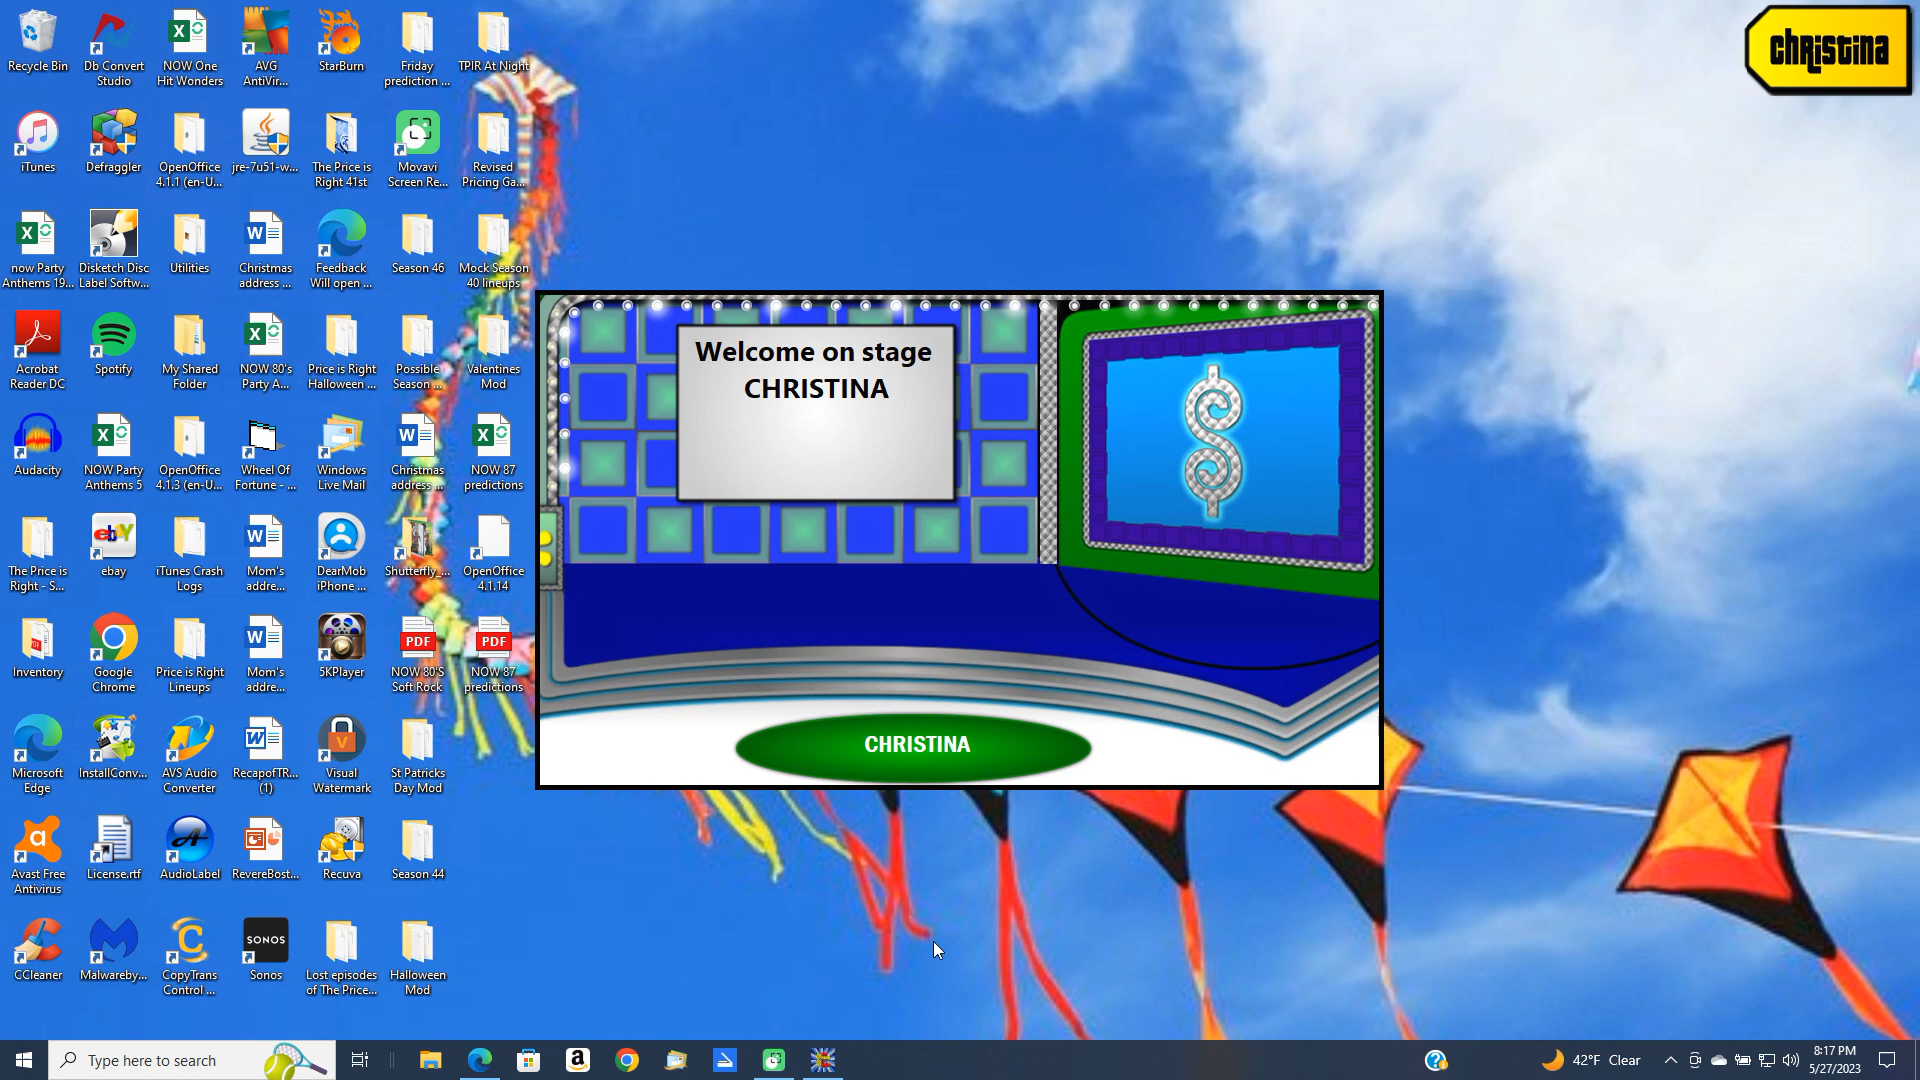 Recycle Bin
Db Convert
Studio
NOW One
Hit Wonders
AVG
AntiVir...
StarBurn
Friday
prediction ...
TPIR At Night
christina
iTunes
Defraggler
OpenOffice
4.1.1 (en-U...
jre-7u51-w...
The Price is
Right 41st
Movavi
Screen Re...
Revised
Pricing Ga...
now Party
Anthems 19...
Disketch Disc
Label Softw...
Utilities
Christmas
address ...
Feedback
Will open ...
Season 46
Mock Season
40 lineups
Acrobat
Reader DC
Spotify
My Shared
Folder
NOW 80's
Party A...
Price is Right
Halloween ...
Possible
Season ...
Valentines
Mod
Welcome on stage
CHRISTINA
Audacity
NOW Party
Anthems 5
OpenOffice
4.1.3 (en-U...
Wheel Of
Fortune - ...
Windows
Live Mail
Christmas
address ...
NOW 87
predictions
The Price is
Right - S...
ebay
ebay
iTunes Crash
Logs
Mom's
addre...
DearMob
iPhone ...
Shutterfly_...
OpenOffice
4.1.14
Inventory
Google
Chrome
Price is Right
Lineups
Mom's
addre...
5KPlayer
PDF
NOW 80'S
Soft Rock
PDF
NOW 87
predictions
CHRISTINA
Microsoft
Edge
InstallConv...
AVS Audio
Converter
RecapofTR...
(1)
Visual
Watermark
St Patricks
Day Mod
Avast Free
Antivirus
License.rtf
AudioLabel
RevereBost...
Recuva
Season 44
CCleaner
Malwareby...
CopyTrans
Control ...
SONOS
Sonos
Lost episodes
of The Price...
Halloween
Mod
Type here to search
42°F Clear
8:17 PM
5/27/2023